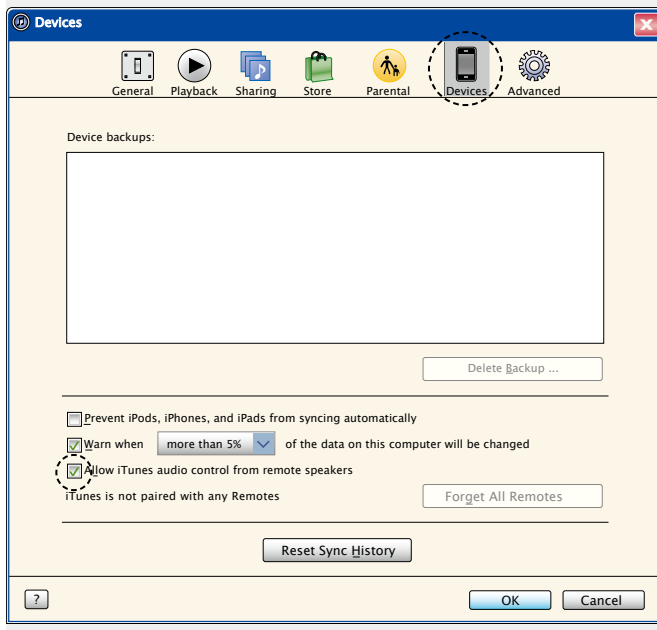 Devices
General Playback Sharing Store Parental Devices Advanced
Device backups:
Delete Backup ...
Prevent iPods, iPhones, and iPads from syncing automatically
Warn when more than 5% of the data on this computer will be changed
Allow iTunes audio control from remote speakers
iTunes is not paired with any Remotes Forget All Remotes
Reset Sync History
? OK Cancel